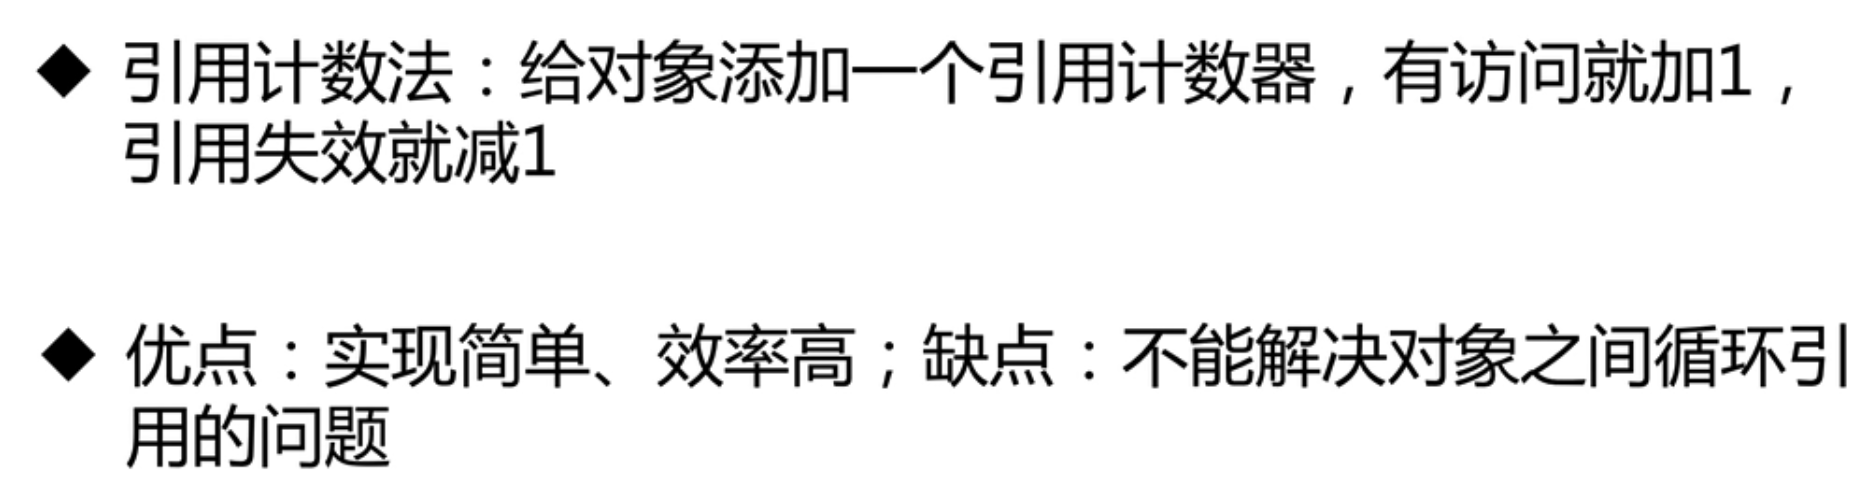 ◆ 引用计数法：给对象添加一个引用计数器，有访问就加1，
引用失效就减1
◆ 优点：实现简单、效率高；缺点：不能解决对象之间循环引
用的问题